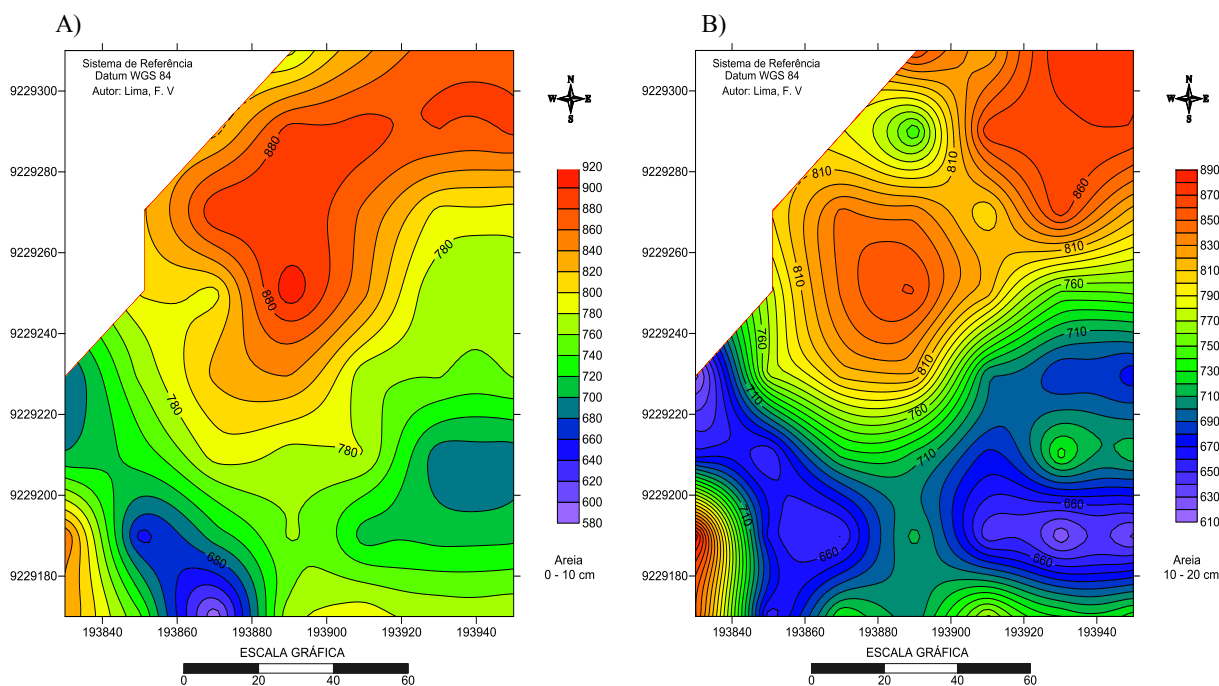 A)
Sistema de Referência
Datum WGS 84
Autor: Lima, F. V
N
W E
S
9229300
9229280
9229260
9229240
9229220
9229200
9229180
880
880
780
780
780
680
920
900
880
860
840
820
800
780
760
740
720
700
680
660
640
620
600
580
Areia
0 - 10 cm
193840 193860 193880 193900 193920 193940
ESCALA GRÁFICA
0 20 40 60
B)
Sistema de Referência
Datum WGS 84
Autor: Lima, F. V
N
W E
S
9229300
9229280
9229260
9229240
9229220
9229200
9229180
810
810
860
810
810
760
760
710
810
760
710
710
710
660
660
660
890
870
850
830
810
790
770
750
730
710
690
670
650
630
610
Areia
10 - 20 cm
193840 193860 193880 193900 193920 193940
ESCALA GRÁFICA
0 20 40 60